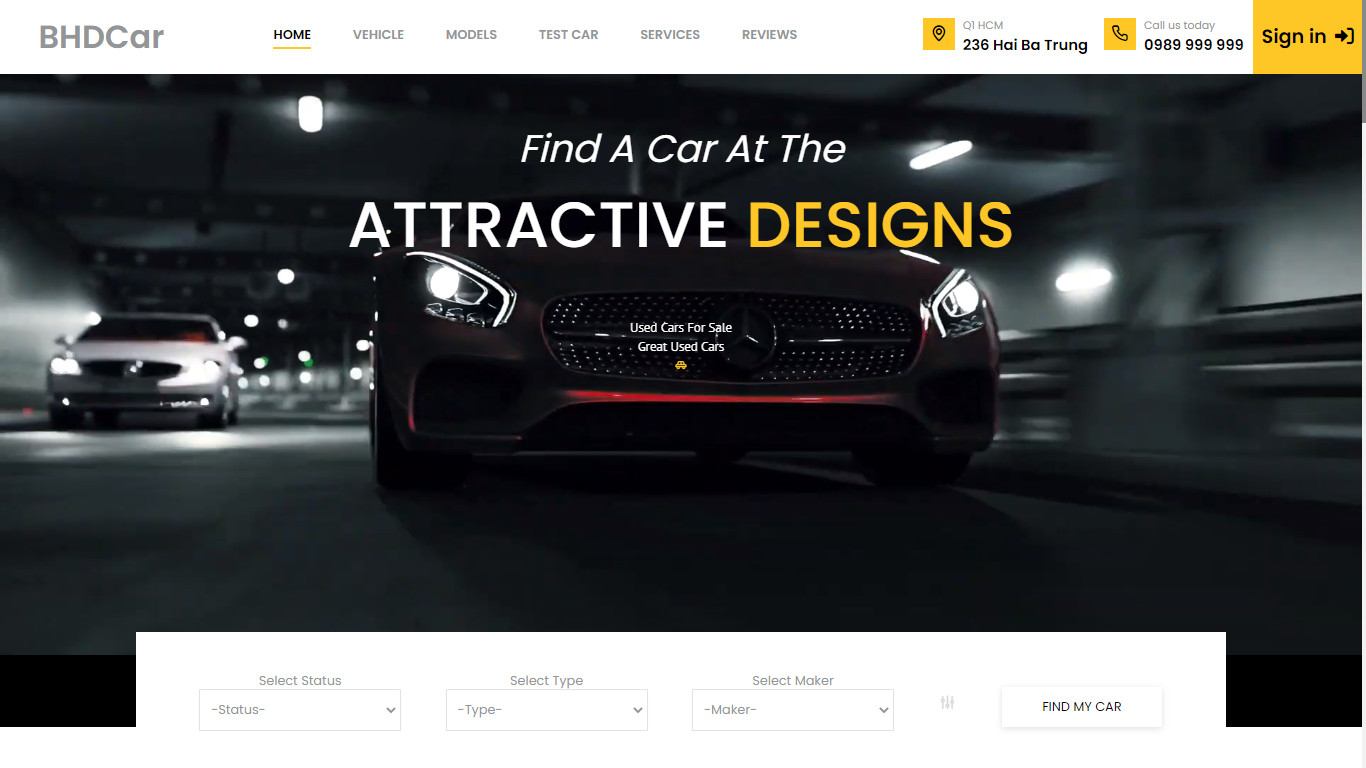 BHDCar
HOME
VEHICLE
MODELS
TEST CAR
SERVICES
REVIEWS
Q1 HCM
236 Hai Ba Trung
Call us today
0989 999 999
Sign in
Find A Car At The
ATTRACTIVE DESIGNS
Used Cars For Sale
Great Used Cars
Select Status
-Status-
Select Type
-Type-
Select Maker
-Maker-
FIND MY CAR